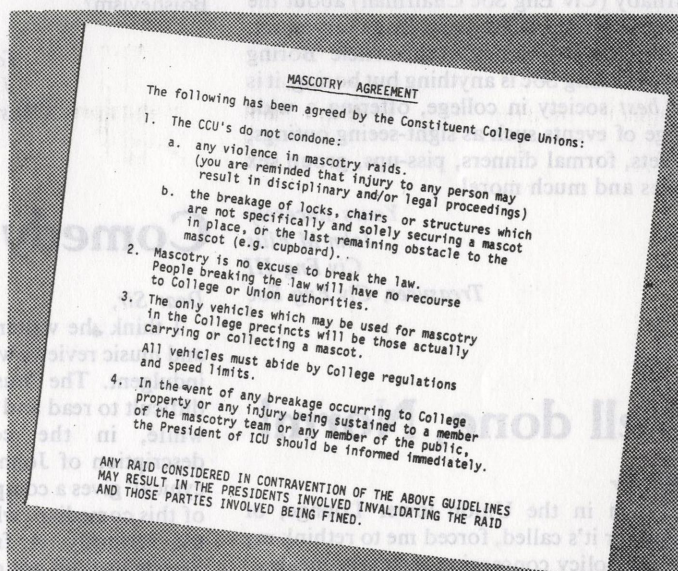 MASCOTRY AGREEMENT
The following has been agreed by the Constituent College Unions:
1. The CCU's do not condone:
a. any violence in mascotry raids.
(you are reminded that injury to any person may
result in disciplinary and/or legal proceedings)
b. the breakage of locks, chairs or structures which
are not specifically and solely securing a mascot
in place, or the last remaining obstacle to the
mascot (e.g. cupboard).
2. Mascotry is no excuse to break the law.
People breaking the law will have no recourse
to College or Union authorities.
3. The only vehicles which may be used for mascotry
in the College precincts will be those actually
carrying or collecting a mascot.
All vehicles must abide by College regulations
and speed limits.
4. In the event of any breakage occurring to College
property or any injury being sustained to a member
of the mascotry team or any member of the public,
the President of ICU should be informed immediately.
ANY RAID CONSIDERED IN CONTRAVENTION OF THE ABOVE GUIDELINES
MAY RESULT IN THE PRESIDENTS INVOLVED INVALIDATING THE RAID
AND THOSE PARTIES INVOLVED BEING FINED.